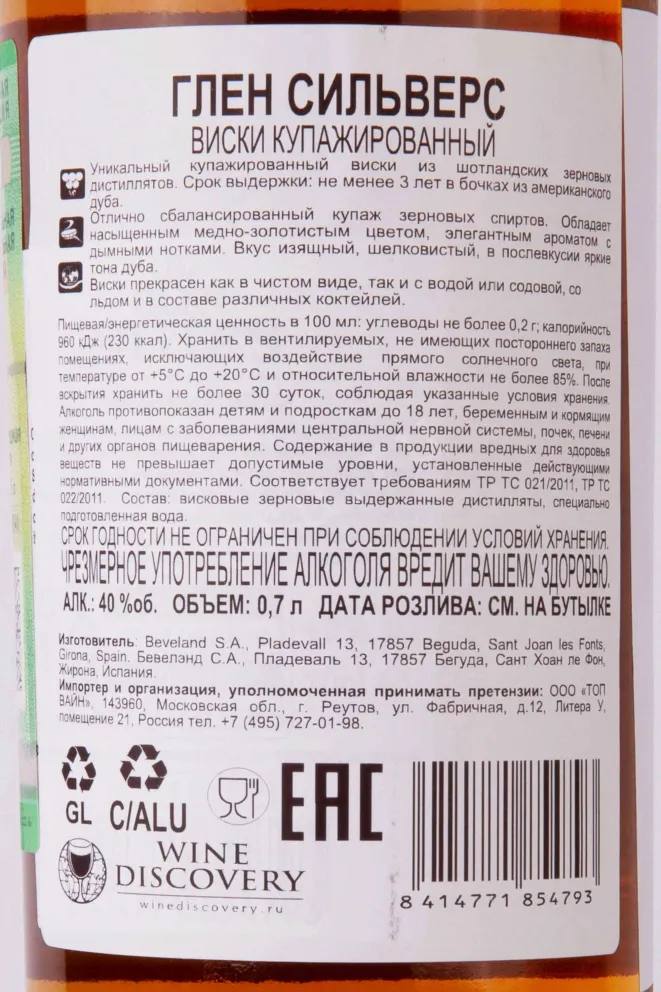 ГЛЕН СИЛЬВЕРС
ВИСКИ КУПАЖИРОВАННЫЙ
Уникальный купажированный виски из шотландских зерновых
дистиллятов. Срок выдержки: не менее 3 лет в бочках из американского
дуба.
Отлично сбалансированный купаж зерновых спиртов. Обладает
насыщенным медно-золотистым цветом, элегантным ароматом с
дымными нотками. Вкус изящный, шелковистый, в послевкусии яркие
тона дуба.
Виски прекрасен как в чистом виде, так и с водой или содовой, со
льдом и в составе различных коктейлей.
Пищевая/энергетическая ценность в 100 мл: углеводы не более 0,2 г; калорийность
960 кДж (230 ккал). Хранить в вентилируемых, не имеющих постороннего запаха
помещениях, исключающих воздействие прямого солнечного света, при
температуре от +5°С до +20°С и относительной влажности не более 85%. После
вскрытия хранить не более 30 суток, соблюдая указанные условия хранения.
Алкоголь противопоказан детям и подросткам до 18 лет, беременным и кормящим
женщинам, лицам с заболеваниями центральной нервной системы, почек, печени
и других органов пищеварения. Содержание в продукции вредных для здоровья
веществ не превышает допустимые уровни, установленные действующими
нормативными документами. Соответствует требованиям ТР ТС 021/2011, ТР ТС
022/2011. Состав: висковые зерновые выдержанные дистилляты, специально
подготовленная вода.
СРОК ГОДНОСТИ НЕ ОГРАНИЧЕН ПРИ СОБЛЮДЕНИИ УСЛОВИЙ ХРАНЕНИЯ.
ЧРЕЗМЕРНОЕ УПОТРЕБЛЕНИЕ АЛКОГОЛЯ ВРЕДИТ ВАШЕМУ ЗДОРОВЬЮ.
АЛК.: 40 %об. ОБЪЕМ: 0,7 л ДАТА РОЗЛИВА: СМ. НА БУТЫЛКЕ
Изготовитель: Beveland S.A., Pladevall 13, 17857 Beguda, Sant Joan les Fonts,
Girona, Spain. Бевелэнд С.А., Пладеваль 13, 17857 Бегуда, Сант Хоан ле Фон,
Жирона, Испания.
Импортер и организация, уполномоченная принимать претензии: ООО «ТОП
ВАЙН», 143960, Московская обл., г. Реутов, ул. Фабричная, д.12, Литера У,
помещение 21, Россия тел. +7 (495) 727-01-98.
GL C/ALU
EAC
WINE
DISCOVERY
winediscovery.ru
8 414771 854793